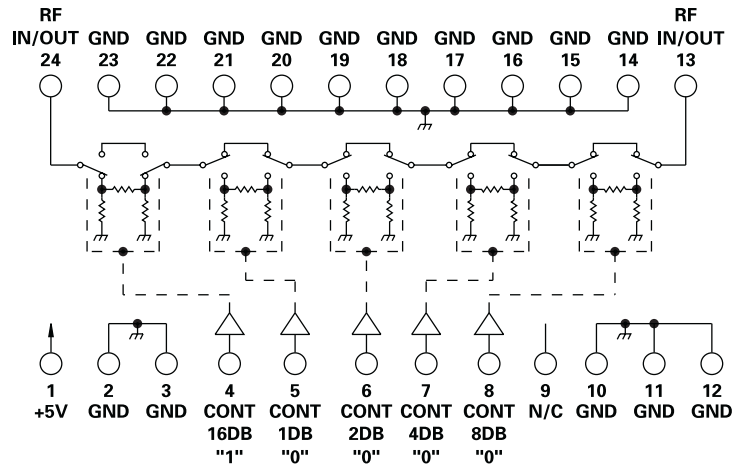 RF RF
IN/OUT GND GND GND GND GND GND GND GND GND GND IN/OUT
24 23 22 21 20 19 18 17 16 15 14 13
1 2 3 4 5 6 7 8 9 10 11 12
+5V GND GND CONT CONT CONT CONT CONT N/C GND GND GND
16DB 1DB 2DB 4DB 8DB
"1" "0" "0" "0" "0"